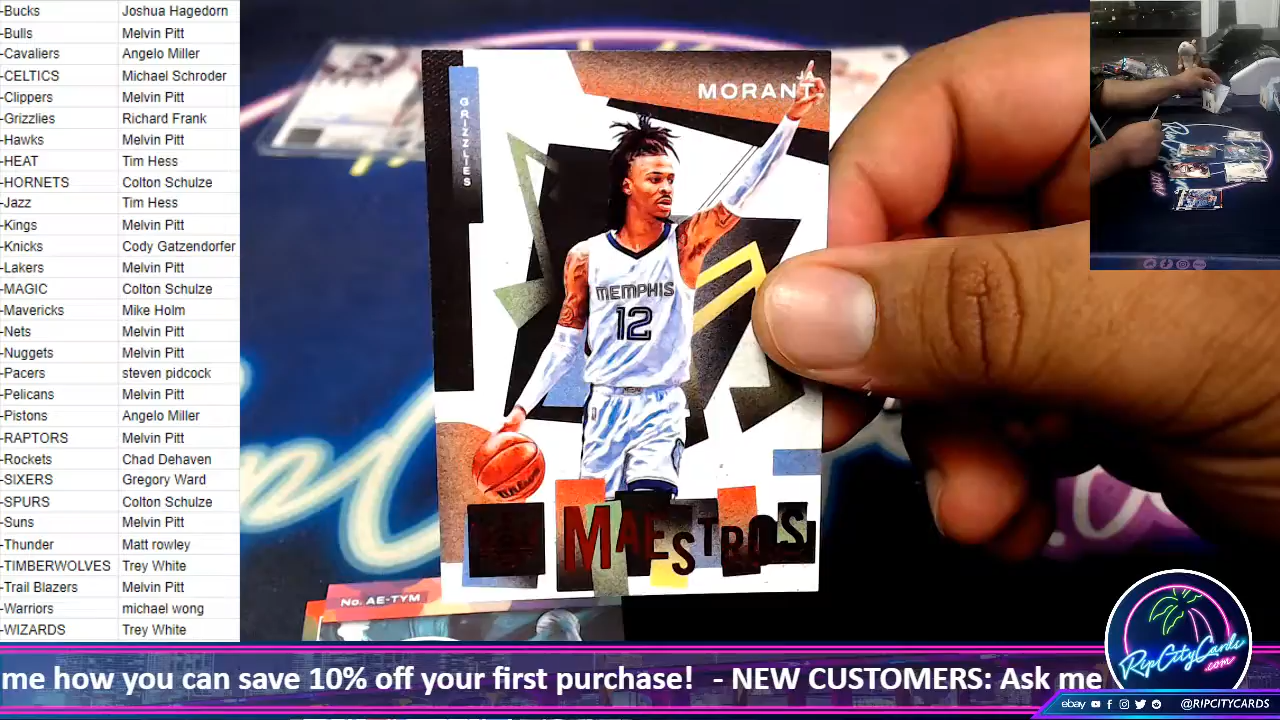 -Bucks Joshua Hagedorn
-Bulls Melvin Pitt
-Cavaliers Angelo Miller
-CELTICS Michael Schroder
-Clippers Melvin Pitt
-Grizzlies Richard Frank
-Hawks Melvin Pitt
-HEAT Tim Hess
-HORNETS Colton Schulze
-Jazz Tim Hess
-Kings Melvin Pitt
-Knicks Cody Gatzendorfer
-Lakers Melvin Pitt
-MAGIC Colton Schulze
-Mavericks Mike Holm
-Nets Melvin Pitt
-Nuggets Melvin Pitt
-Pacers steven pidcock
-Pelicans Melvin Pitt
-Pistons Angelo Miller
-RAPTORS Melvin Pitt
-Rockets Chad Dehaven
-SIXERS Gregory Ward
-SPURS Colton Schulze
-Suns Melvin Pitt
-Thunder Matt rowley
-TIMBERWOLVES Trey White
-Trail Blazers Melvin Pitt
-Warriors michael wong
-WIZARDS Trey White
GRIZZLIES
JA
MORANT
MEMPHIS
12
MAESTROS
No. AE-TYM
me how you can save 10% off your first purchase! - NEW CUSTOMERS: Ask me
RipCityCards
.com
ebay @RIPCITYCARDS